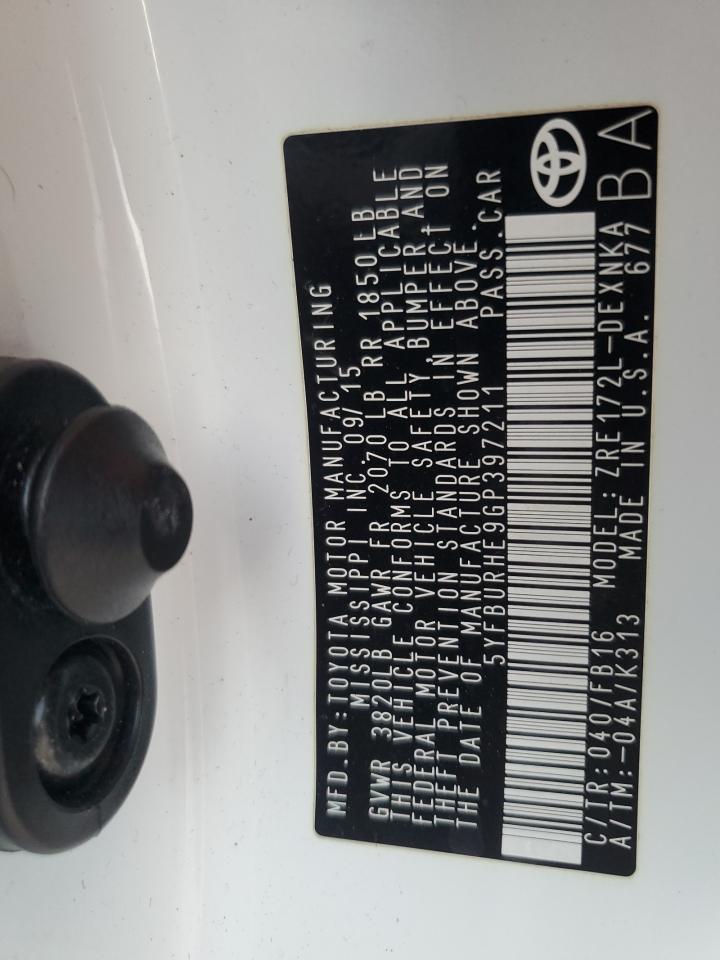 MFD.BY:TOYOTA MOTOR MANUFACTURING
MISSISSIPPI INC. 09/15
GVWR 3820LB GAWR FR 2070 LB RR 1850 LB
THIS VEHICLE CONFORMS TO ALL APPLICABLE
FEDERAL MOTOR VEHICLE SAFETY, BUMPER, AND
THEFT PREVENTION STANDARDS IN EFFECT ON
THE DATE OF MANUFACTURE SHOWN ABOVE.
5YFBURHE9GP397211 PASS.CAR
C/TR:040/FB16 MODEL: ZRE172L-DEXNKA
A/TM:-04A/K313 MADE IN U.S.A. 677
BA